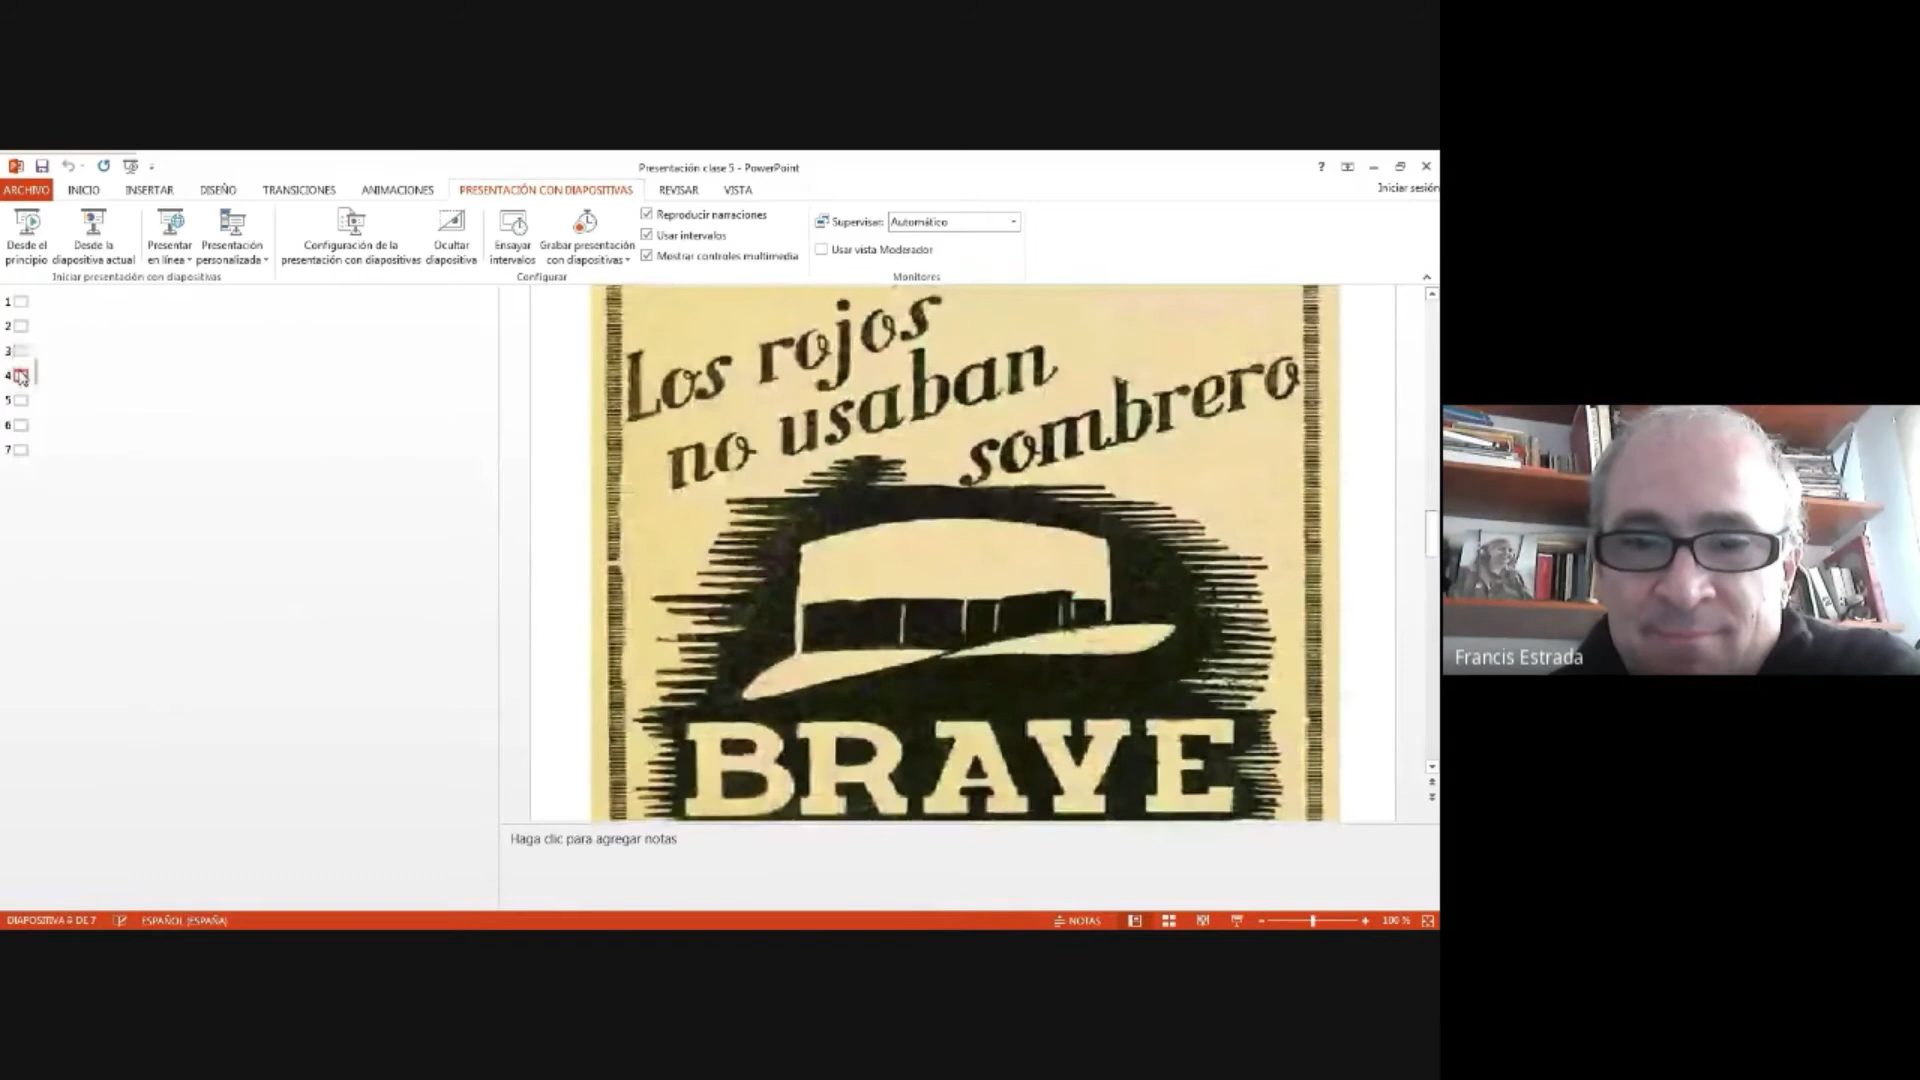 Presentación clase 5 - PowerPoint
?
Iniciar sesión
ARCHIVO INICIO INSERTAR DISEÑO TRANSICIONES ANIMACIONES PRESENTACIÓN CON DIAPOSITIVAS REVISAR VISTA
Desde el principio
Desde la diapositiva actual
Presentar en línea
Presentación personalizada
Iniciar presentación con diapositivas
Configuración de la presentación con diapositivas
Ocultar diapositiva
Ensayar intervalos
Grabar presentación con diapositivas
Configurar
Reproducir narraciones
Usar intervalos
Mostrar controles multimedia
Supervisar: Automático
Usar vista Moderador
Monitores
1
2
3
4
5
6
7
Los rojos
no usaban
sombrero
BRAVE
Haga clic para agregar notas
DIAPOSITIVA 3 DE 7 ESPAÑOL (ESPAÑA) NOTAS 100 %
Francis Estrada